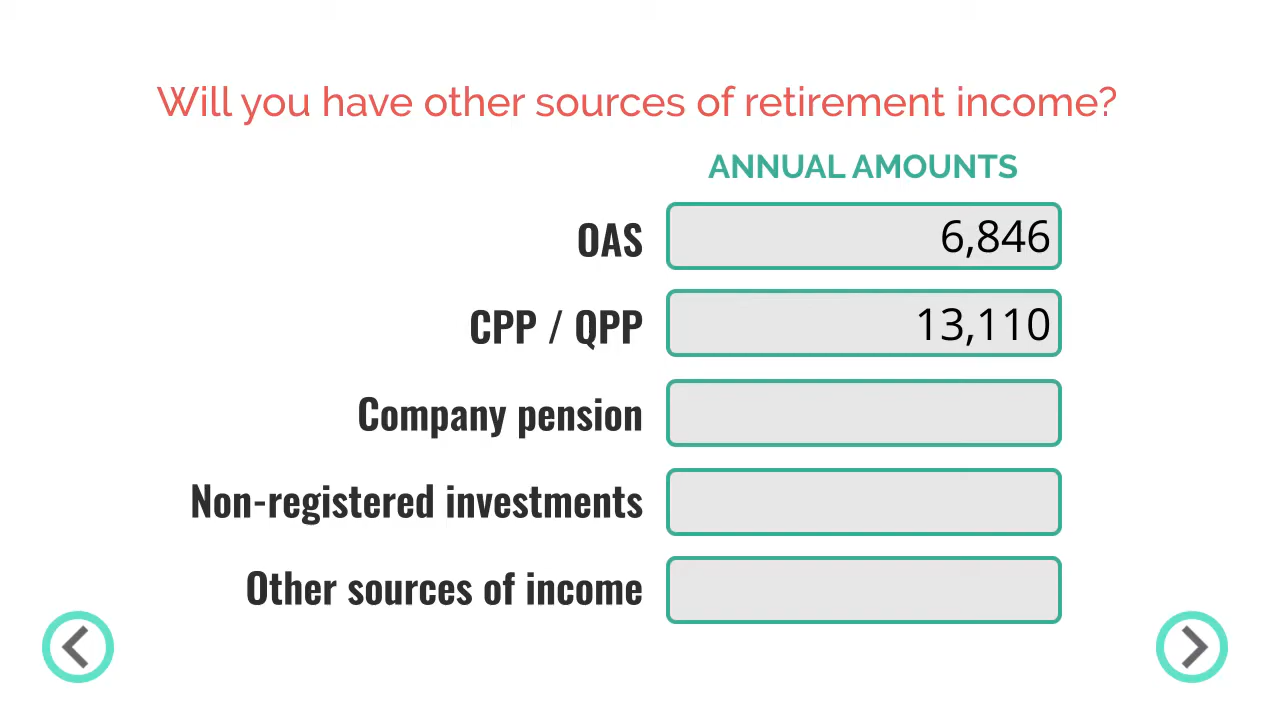 Will you have other sources of retirement income?
ANNUAL AMOUNTS
OAS 6,846
CPP / QPP 13,110
Company pension
Non-registered investments
Other sources of income